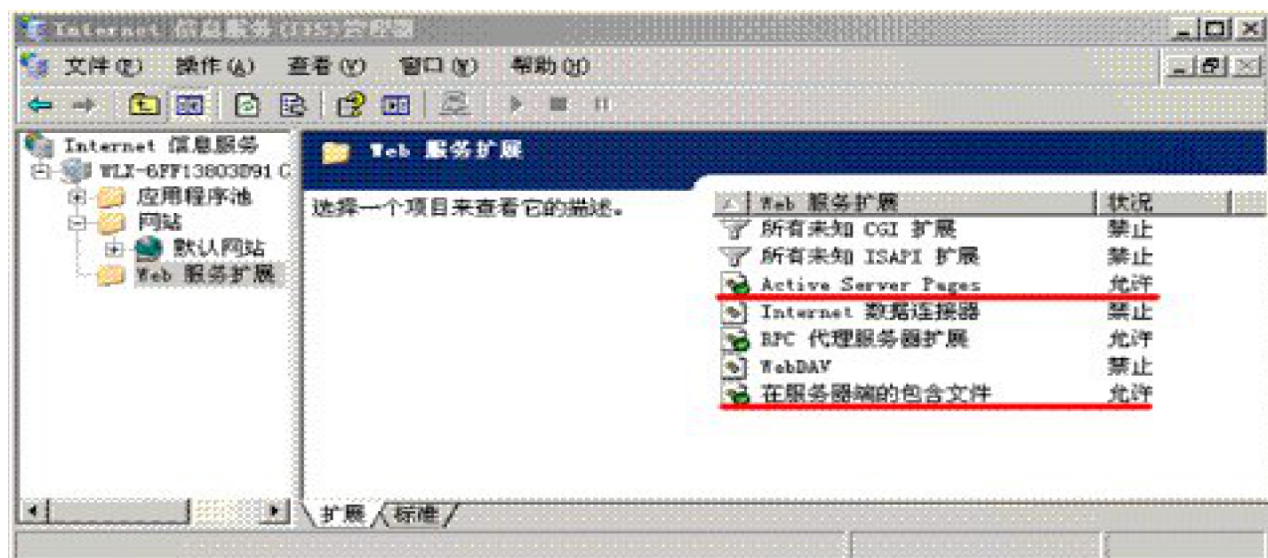 Internet 信息服务(IIS)管理器
文件(F) 操作(A) 查看(V) 窗口(W) 帮助(H)
Internet 信息服务
WLX-6FF13803D91 C
应用程序池
网站
默认网站
Web 服务扩展
Web 服务扩展
选择一个项目来查看它的描述。
Web 服务扩展 状况
所有未知 CGI 扩展 禁止
所有未知 ISAPI 扩展 禁止
Active Server Pages 允许
Internet 数据连接器 禁止
RPC 代理服务器扩展 允许
WebDAV 禁止
在服务器端的包含文件 允许
扩展 标准